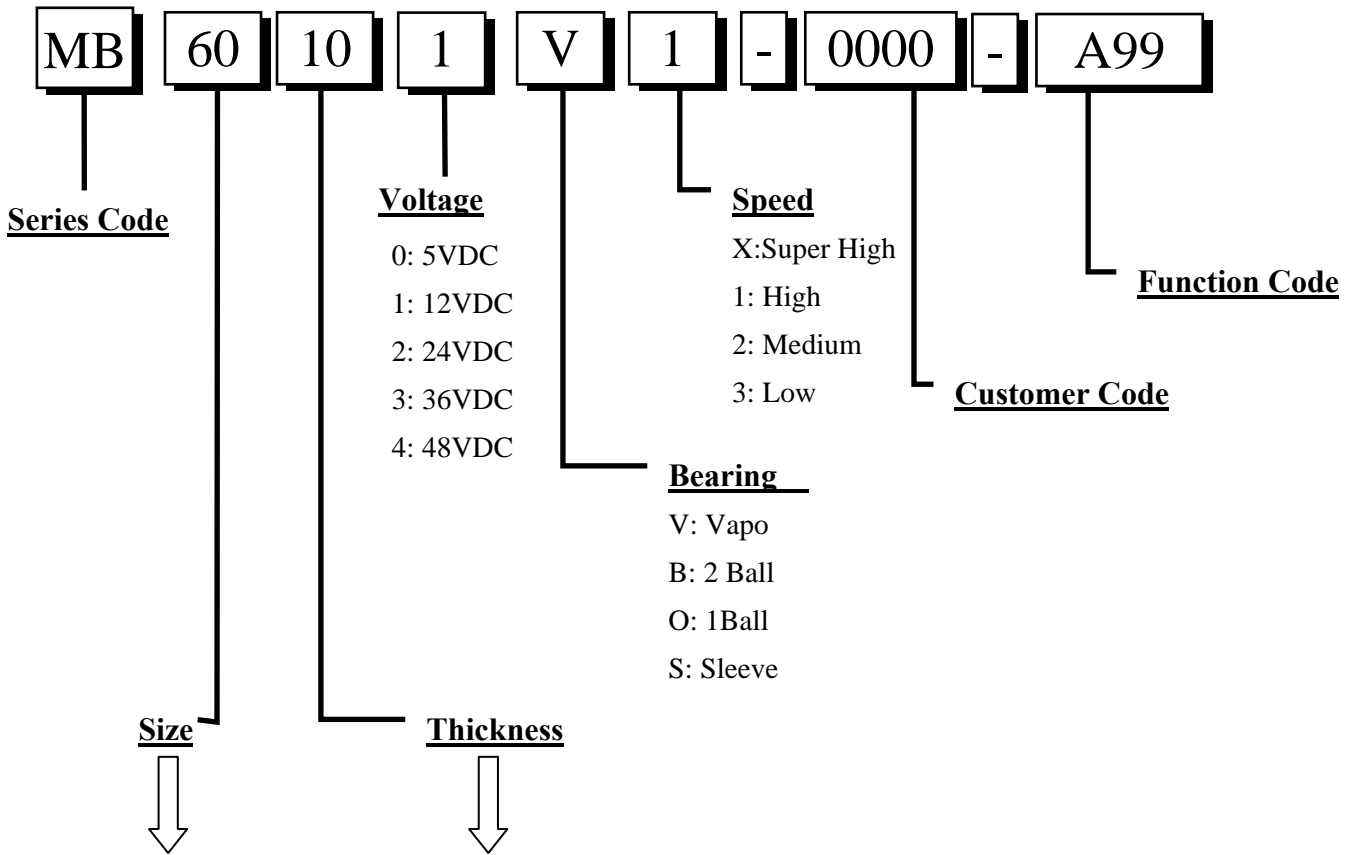 MB 60 10 1 V 1 - 0000 - A99
Series Code
Voltage
0: 5VDC
1: 12VDC
2: 24VDC
3: 36VDC
4: 48VDC
Speed
X:Super High
1: High
2: Medium
3: Low
Function Code
Customer Code
Bearing
V: Vapo
B: 2 Ball
O: 1Ball
S: Sleeve
Size
Thickness